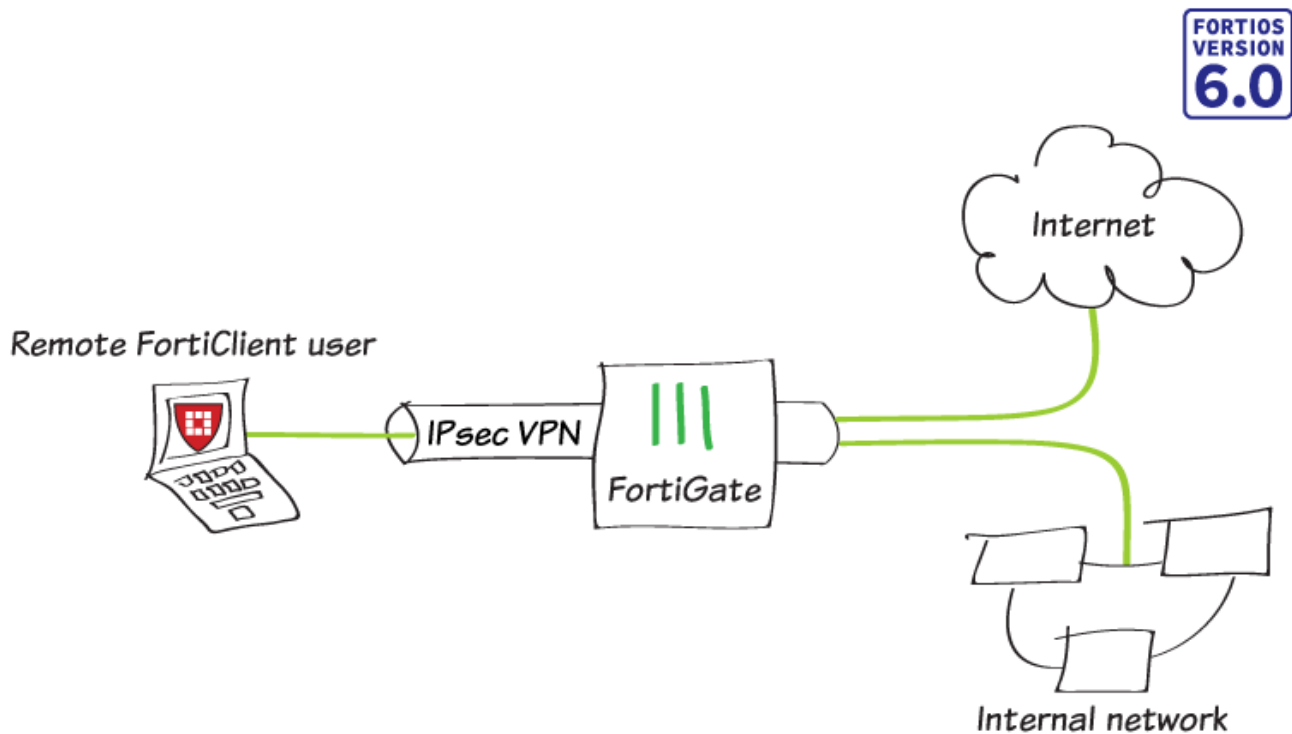 FORTIOS
VERSION
6.0
Internet
Remote FortiClient user
IPsec VPN
FortiGate
Internal network